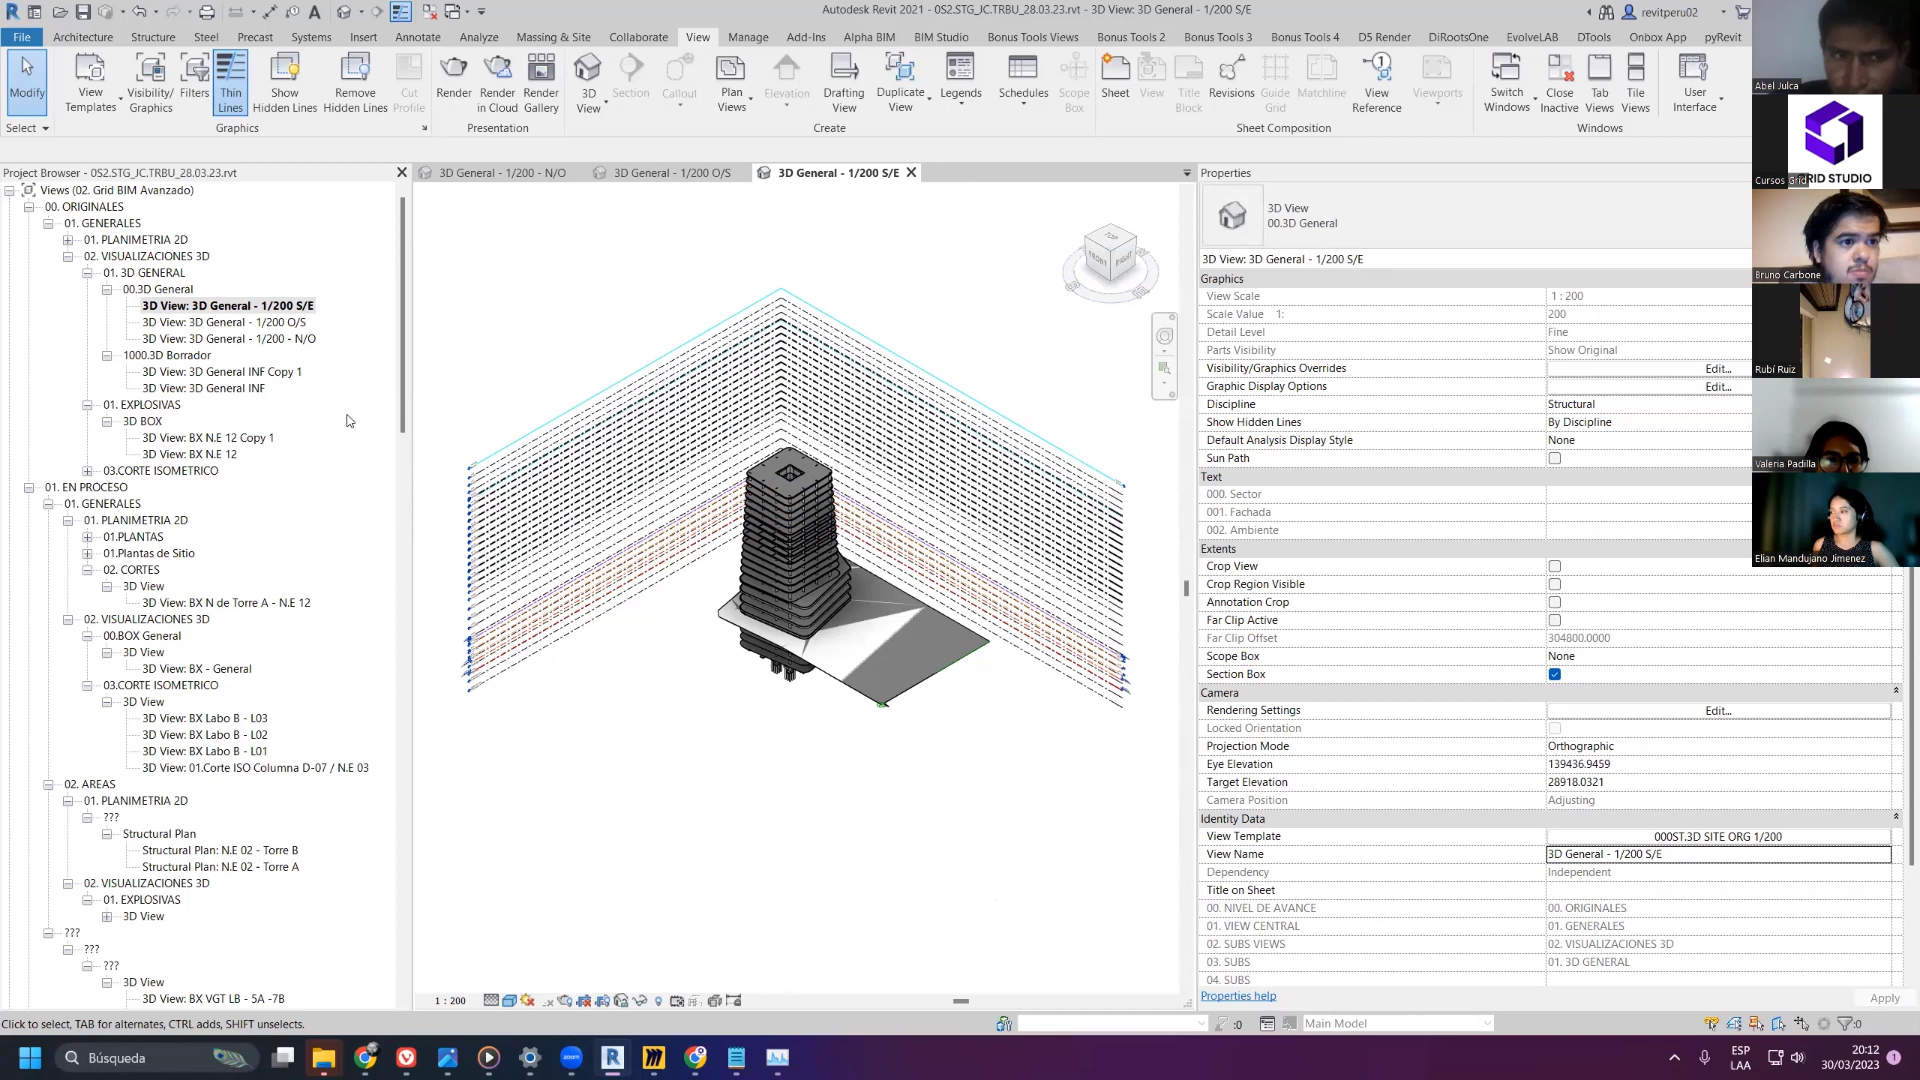 Autodesk Revit 2021 - 0S2.STG_JC.TRBU_28.03.23.rvt - 3D View: 3D General - 1/200 S/E
revitperu02
File Architecture Structure Steel Precast Systems Insert Annotate Analyze Massing & Site Collaborate View Manage Add-Ins Alpha BIM BIM Studio Bonus Tools Views Bonus Tools 2 Bonus Tools 3 Bonus Tools 4 D5 Render DiRootsOne EvolveLAB DTools Onbox App pyRevit
Modify View Templates Visibility/ Graphics Filters Thin Lines Show Hidden Lines Remove Hidden Lines Cut Profile Render Render in Cloud Render Gallery 3D View Section Callout Plan Views Elevation Drafting View Duplicate View Legends Schedules Scope Box Sheet View Title Block Revisions Guide Grid Matchline View Reference Viewports Switch Windows Close Inactive Tab Views Tile Views User Interface
Select Graphics Presentation Create Sheet Composition Windows
Project Browser - 0S2.STG_JC.TRBU_28.03.23.rvt
Views (02. Grid BIM Avanzado)
00. ORIGINALES
01. GENERALES
01. PLANIMETRIA 2D
02. VISUALIZACIONES 3D
01. 3D GENERAL
00.3D General
3D View: 3D General - 1/200 S/E
3D View: 3D General - 1/200 O/S
3D View: 3D General - 1/200 - N/O
1000.3D Borrador
3D View: 3D General INF Copy 1
3D View: 3D General INF
01. EXPLOSIVAS
3D BOX
3D View: BX N.E 12 Copy 1
3D View: BX N.E 12
03.CORTE ISOMETRICO
01. EN PROCESO
01. GENERALES
01. PLANIMETRIA 2D
01.PLANTAS
01.Plantas de Sitio
02. CORTES
3D View
3D View: BX N de Torre A - N.E 12
02. VISUALIZACIONES 3D
00.BOX General
3D View
3D View: BX - General
03.CORTE ISOMETRICO
3D View
3D View: BX Labo B - L03
3D View: BX Labo B - L02
3D View: BX Labo B - L01
3D View: 01.Corte ISO Columna D-07 / N.E 03
02. AREAS
01. PLANIMETRIA 2D
???
Structural Plan
Structural Plan: N.E 02 - Torre B
Structural Plan: N.E 02 - Torre A
02. VISUALIZACIONES 3D
01. EXPLOSIVAS
3D View
???
???
???
3D View
3D View: BX VGT LB - 5A -7B
3D General - 1/200 - N/O
3D General - 1/200 O/S
3D General - 1/200 S/E
TOP
FRONT
RIGHT
1 : 200
Properties
3D View
00.3D General
3D View: 3D General - 1/200 S/E
Graphics
View Scale 1 : 200
Scale Value 1: 200
Detail Level Fine
Parts Visibility Show Original
Visibility/Graphics Overrides Edit...
Graphic Display Options Edit...
Discipline Structural
Show Hidden Lines By Discipline
Default Analysis Display Style None
Sun Path
Text
000. Sector
001. Fachada
002. Ambiente
Extents
Crop View
Crop Region Visible
Annotation Crop
Far Clip Active
Far Clip Offset 304800.0000
Scope Box None
Section Box
Camera
Rendering Settings Edit...
Locked Orientation
Projection Mode Orthographic
Eye Elevation 139436.9459
Target Elevation 28918.0321
Camera Position Adjusting
Identity Data
View Template 000ST.3D SITE ORG 1/200
View Name 3D General - 1/200 S/E
Dependency Independent
Title on Sheet
00. NIVEL DE AVANCE 00. ORIGINALES
01. VIEW CENTRAL 01. GENERALES
02. SUBS VIEWS 02. VISUALIZACIONES 3D
03. SUBS 01. 3D GENERAL
04. SUBS
Properties help
Apply
Abel Julca
Cursos Grid
GRID STUDIO
Bruno Carbone
Rubí Ruiz
Valeria Padilla
Elian Mandujano Jimenez
Click to select, TAB for alternates, CTRL adds, SHIFT unselects.
:0
Main Model
:0
Búsqueda
zoom
ESP
LAA
20:12
30/03/2023
1